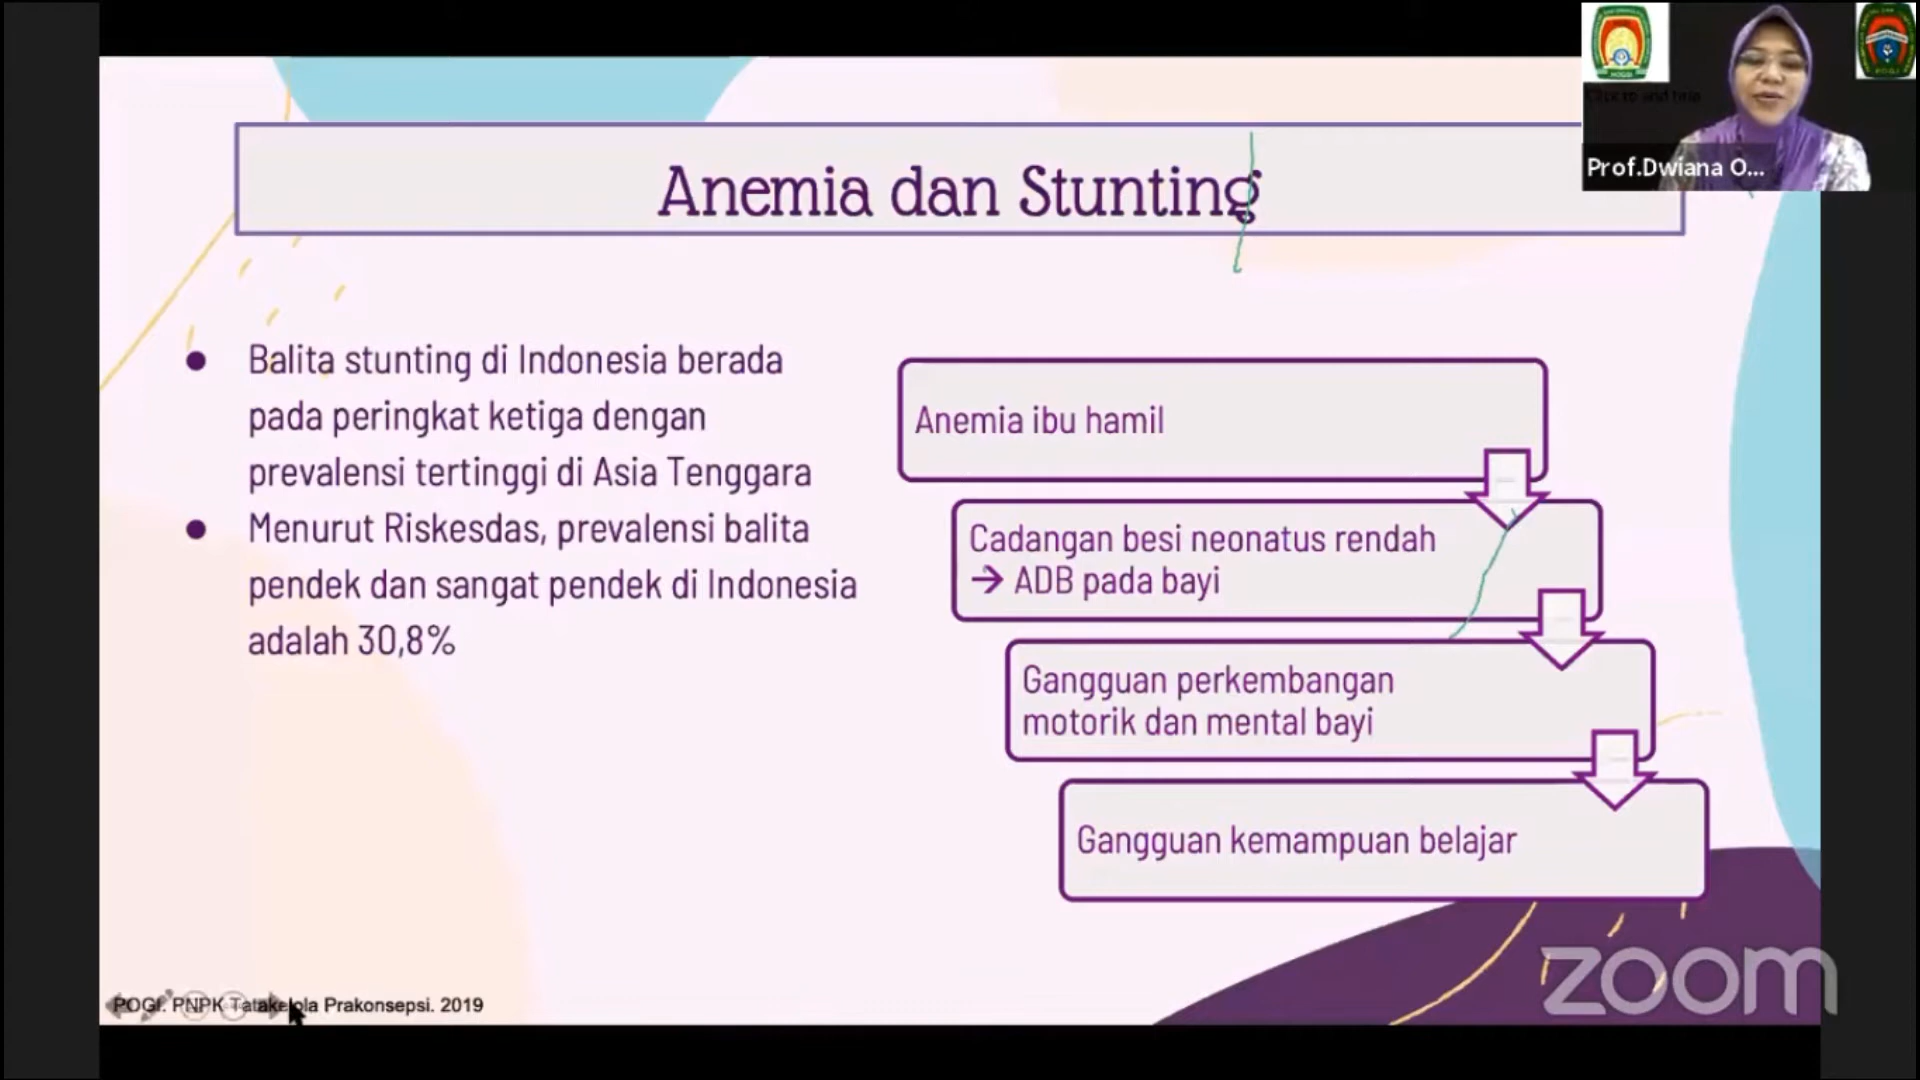 Anemia dan Stunting
Prof.Dwiana O...
Balita stunting di Indonesia berada
pada peringkat ketiga dengan
prevalensi tertinggi di Asia Tenggara
Menurut Riskesdas, prevalensi balita
pendek dan sangat pendek di Indonesia
adalah 30,8%
Anemia ibu hamil
Cadangan besi neonatus rendah
→ ADB pada bayi
Gangguan perkembangan
motorik dan mental bayi
Gangguan kemampuan belajar
POGI. PNPK Tatakelola Prakonsepsi. 2019
zoom